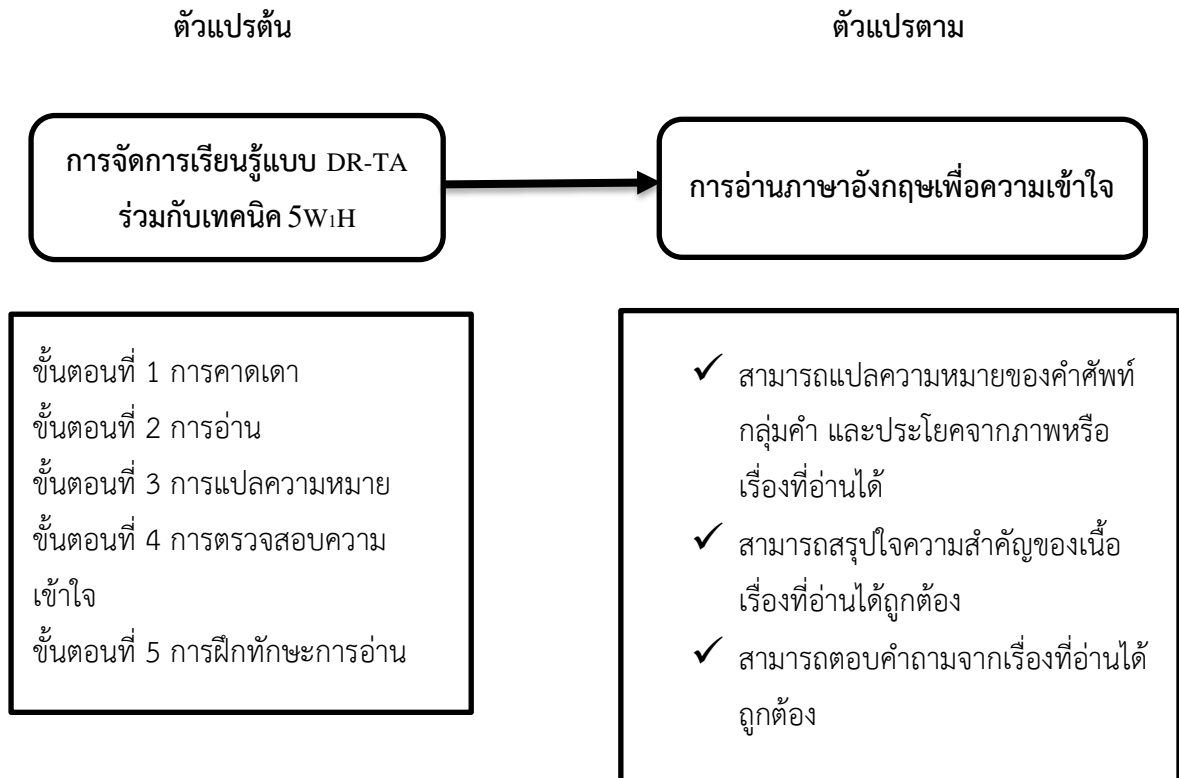 ตัวแปรต้น
ตัวแปรตาม
การจัดการเรียนรู้แบบ DR-TA
ร่วมกับเทคนิค 5W1H
การอ่านภาษาอังกฤษเพื่อความเข้าใจ
ขั้นตอนที่ 1 การคาดเดา
ขั้นตอนที่ 2 การอ่าน
ขั้นตอนที่ 3 การแปลความหมาย
ขั้นตอนที่ 4 การตรวจสอบความ
เข้าใจ
ขั้นตอนที่ 5 การฝึกทักษะการอ่าน
✓ สามารถแปลความหมายของคำศัพท์
กลุ่มคำ และประโยคจากภาพหรือ
เรื่องที่อ่านได้
✓ สามารถสรุปใจความสำคัญของเนื้อ
เรื่องที่อ่านได้ถูกต้อง
✓ สามารถตอบคำถามจากเรื่องที่อ่านได้
ถูกต้อง